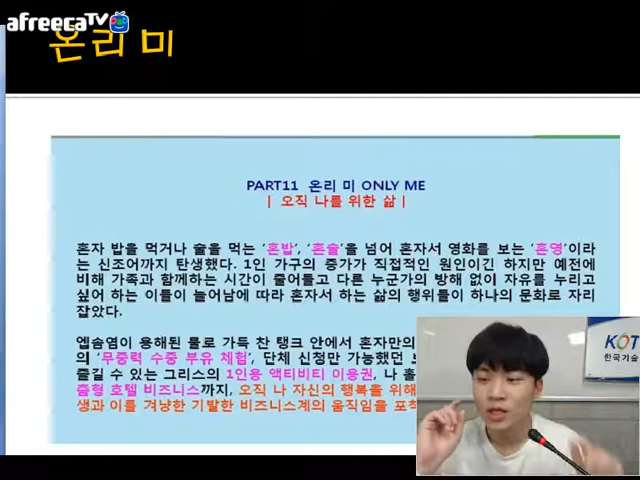 afreecaTV
온리 미
PART11 온리 미 ONLY ME
| 오직 나를 위한 삶 |
혼자 밥을 먹거나 술을 먹는 '혼밥', '혼술'을 넘어 혼자서 영화를 보는 '혼영'이라
는 신조어까지 탄생했다. 1인 가구의 증가가 직접적인 원인이긴 하지만 예전에
비해 가족과 함께하는 시간이 줄어들고 다른 누군가의 방해 없이 자유를 누리고
싶어 하는 이들이 늘어남에 따라 혼자서 하는 삶의 행위들이 하나의 문화로 자리
잡았다.
엡솜염이 용해된 물로 가득 찬 탱크 안에서 혼자만의
의 '무중력 수중 부유 체험', 단체 신청만 가능했던
즐길 수 있는 그리스의 1인용 액티비티 이용권, 나 홀
춤형 호텔 비즈니스까지, 오직 나 자신의 행복을 위해
생과 이를 겨냥한 기발한 비즈니스계의 움직임을 포착
KOT
한국기술